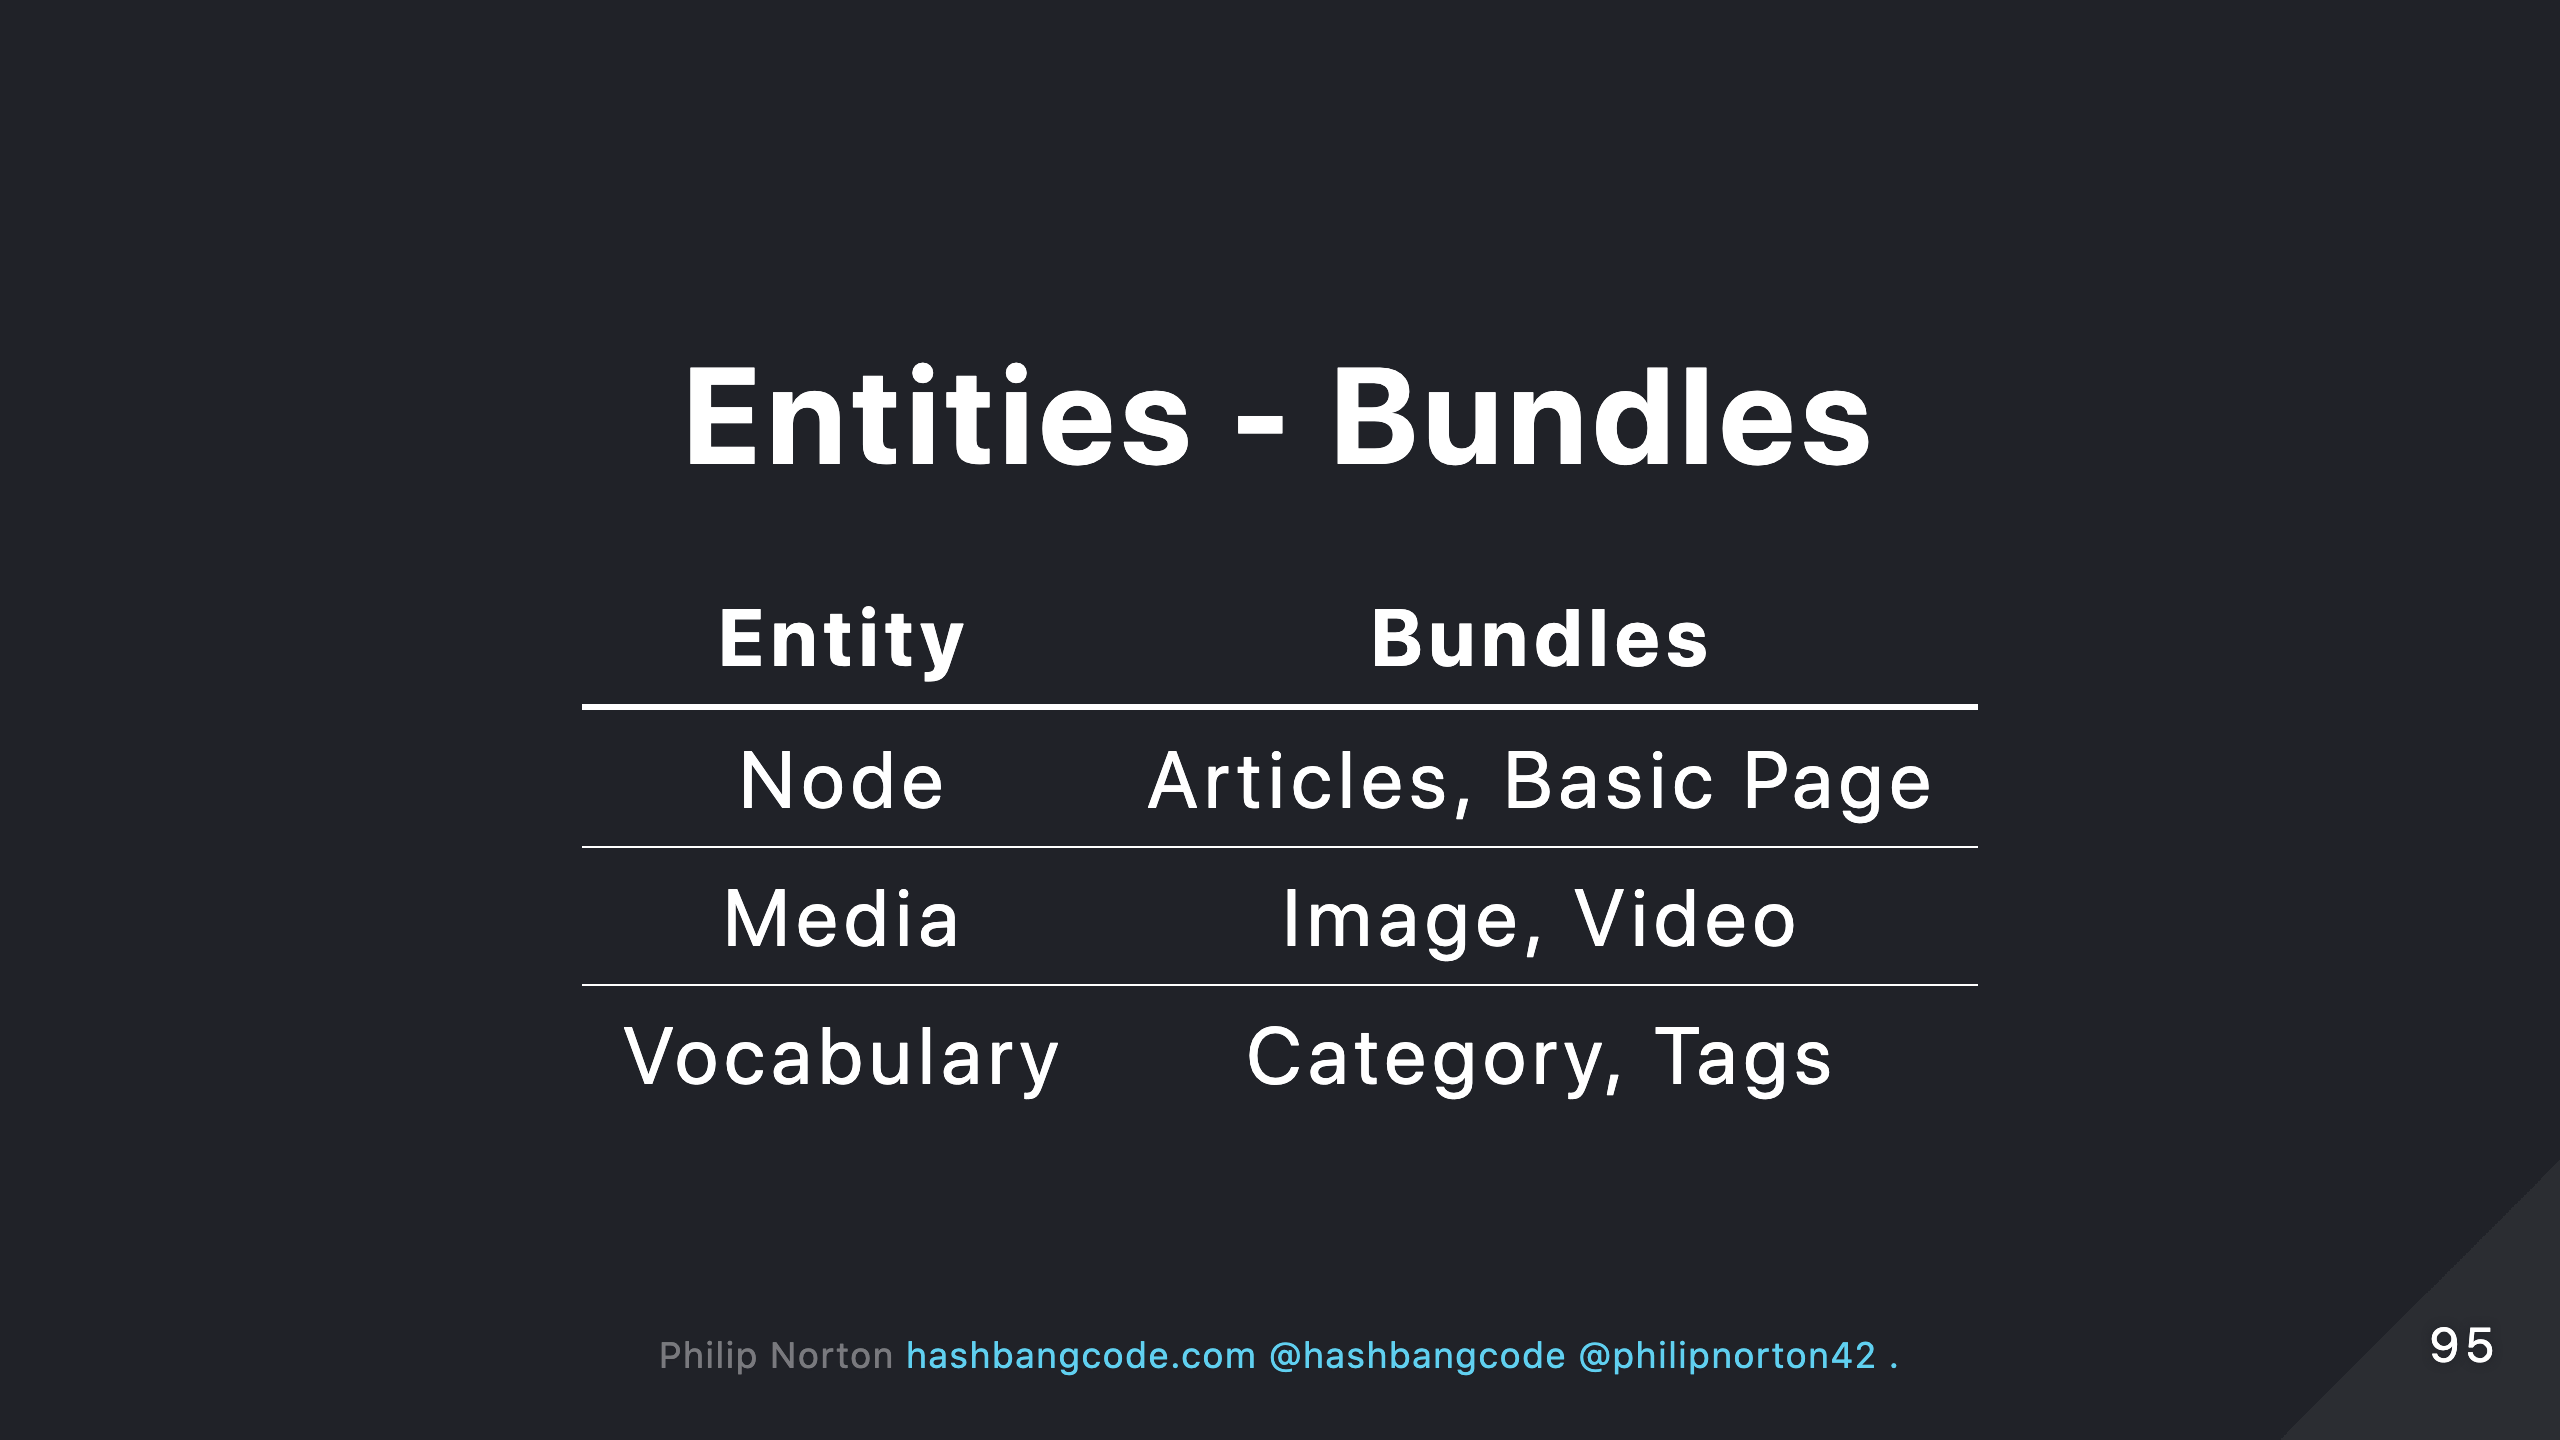 Entities - Bundles
Entity Bundles
Node Articles, Basic Page
Media Image, Video
Vocabulary Category, Tags
Philip Norton hashbangcode.com @hashbangcode @philipnorton42 .
95